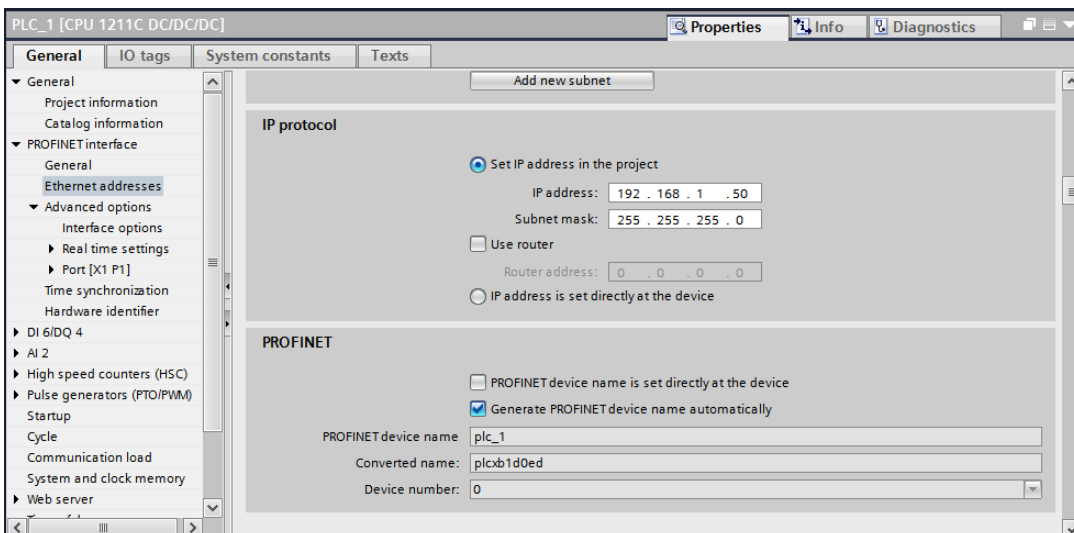 PLC_1 [CPU 1211C DC/DC/DC]
Properties
Info
Diagnostics
General
IO tags
System constants
Texts
General
Project information
Catalog information
PROFINET interface
General
Ethernet addresses
Advanced options
Interface options
Real time settings
Port [X1 P1]
Time synchronization
Hardware identifier
DI 6/DQ 4
AI 2
High speed counters (HSC)
Pulse generators (PTO/PWM)
Startup
Cycle
Communication load
System and clock memory
Web server
Add new subnet
IP protocol
Set IP address in the project
IP address: 192 . 168 . 1 . 50
Subnet mask: 255 . 255 . 255 . 0
Use router
Router address: 0 . 0 . 0 . 0
IP address is set directly at the device
PROFINET
PROFINET device name is set directly at the device
Generate PROFINET device name automatically
PROFINET device name plc_1
Converted name: plcxb1d0ed
Device number: 0